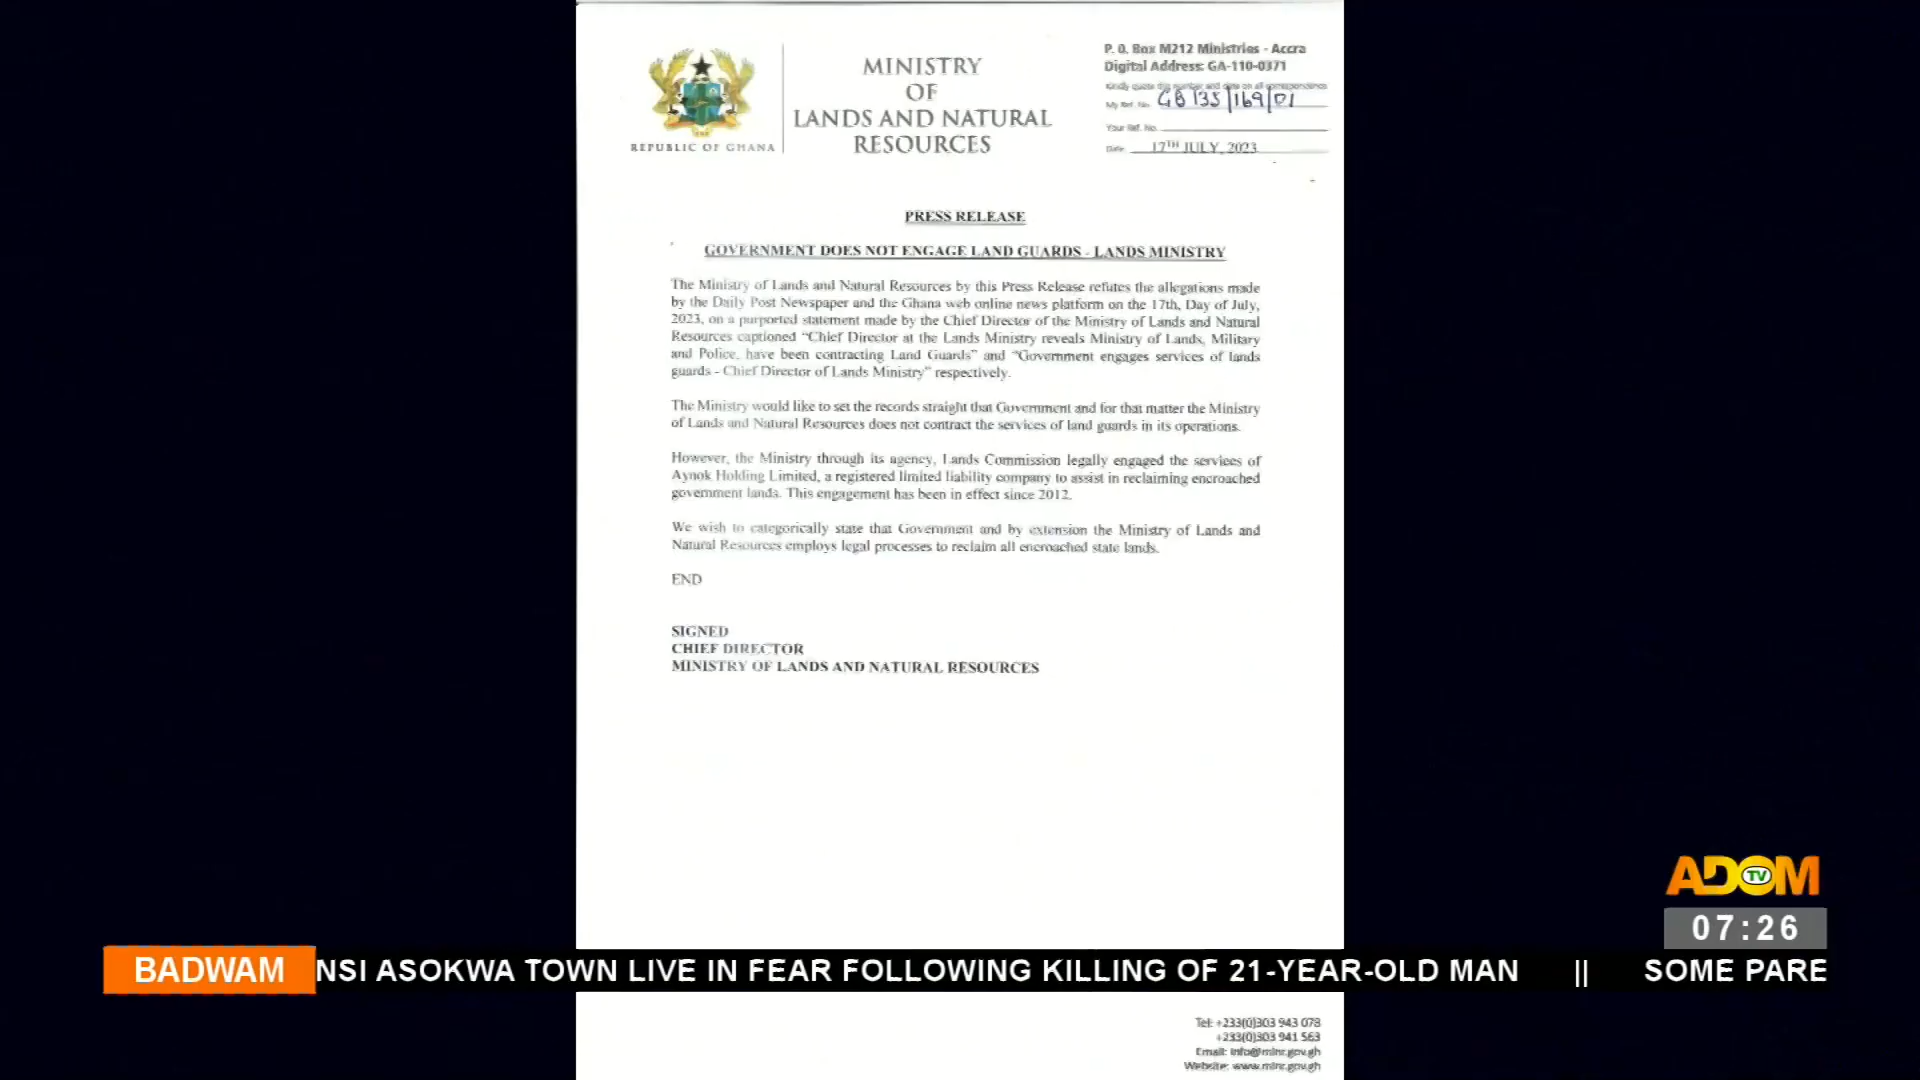 REPUBLIC OF GHANA
MINISTRY
OF
LANDS AND NATURAL
RESOURCES
P. O. Box M212 Ministries - Accra
Digital Address: GA-110-0371
Kindly quote this number and date on all correspondence
My Ref. No. GB/35/169/01
Your Ref. No.
Date: 17TH JULY, 2023
PRESS RELEASE
GOVERNMENT DOES NOT ENGAGE LAND GUARDS - LANDS MINISTRY
The Ministry of Lands and Natural Resources by this Press Release refutes the allegations made
by the Daily Post Newspaper and the Ghana web online news platform on the 17th, Day of July,
2023, on a purported statement made by the Chief Director of the Ministry of Lands and Natural
Resources captioned “Chief Director at the Lands Ministry reveals Ministry of Lands, Military
and Police, have been contracting Land Guards” and “Government engages services of lands
guards - Chief Director of Lands Ministry” respectively.
The Ministry would like to set the records straight that Government and for that matter the Ministry
of Lands and Natural Resources does not contract the services of land guards in its operations.
However, the Ministry through its agency, Lands Commission legally engaged the services of
Aynok Holding Limited, a registered limited liability company to assist in reclaiming encroached
government lands. This engagement has been in effect since 2012.
We wish to categorically state that Government and by extension the Ministry of Lands and
Natural Resources employs legal processes to reclaim all encroached state lands.
END
SIGNED
CHIEF DIRECTOR
MINISTRY OF LANDS AND NATURAL RESOURCES
ADOM TV
07:26
BADWAM NSI ASOKWA TOWN LIVE IN FEAR FOLLOWING KILLING OF 21-YEAR-OLD MAN || SOME PARE
Tel: +233(0)303 943 078
+233(0)303 941 563
Email: info@mlnr.gov.gh
Website: www.mlnr.gov.gh